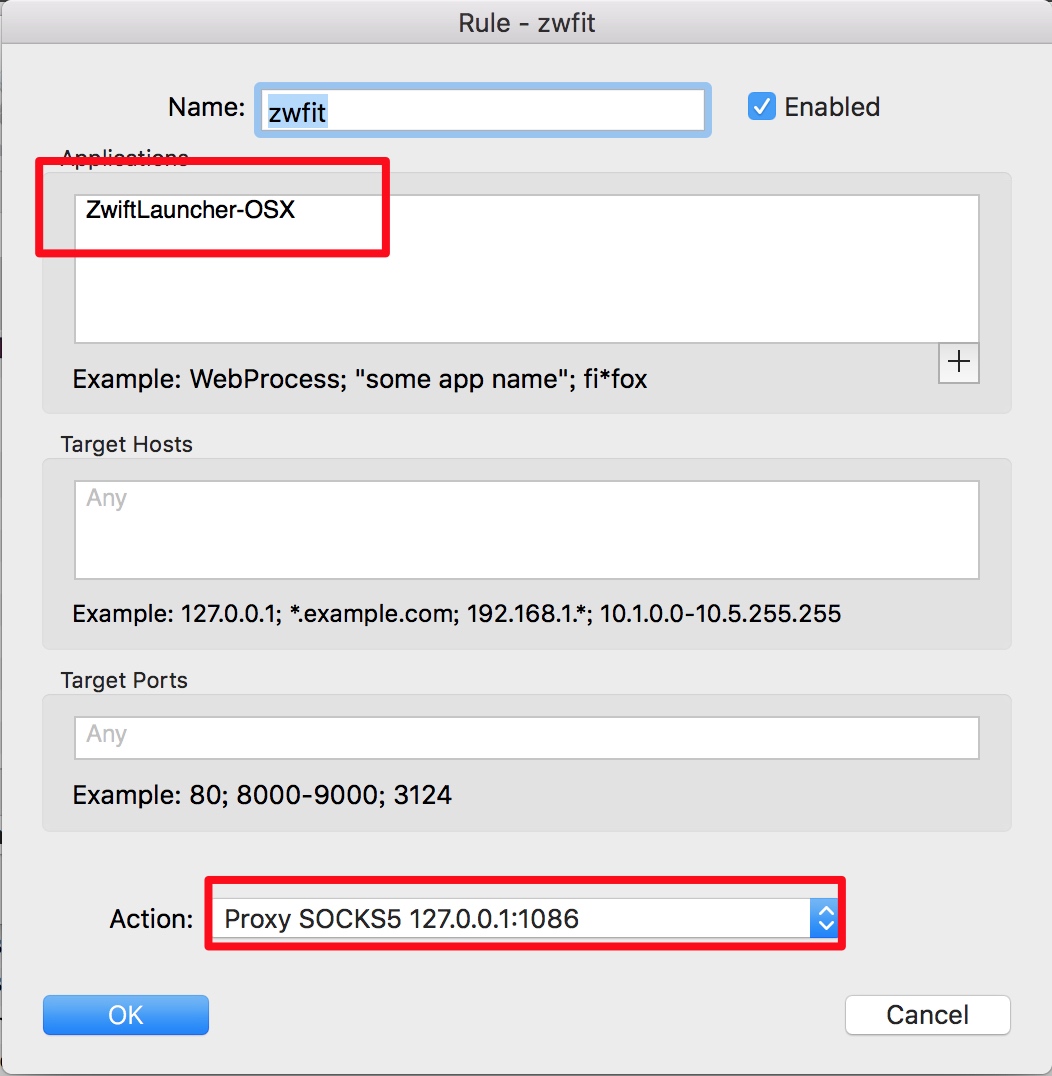 Rule - zwfit
Name: zwfit Enabled
Applications
ZwiftLauncher-OSX
Example: WebProcess; "some app name"; fi*fox
Target Hosts
Any
Example: 127.0.0.1; *.example.com; 192.168.1.*; 10.1.0.0-10.5.255.255
Target Ports
Any
Example: 80; 8000-9000; 3124
Action: Proxy SOCKS5 127.0.0.1:1086
OK Cancel